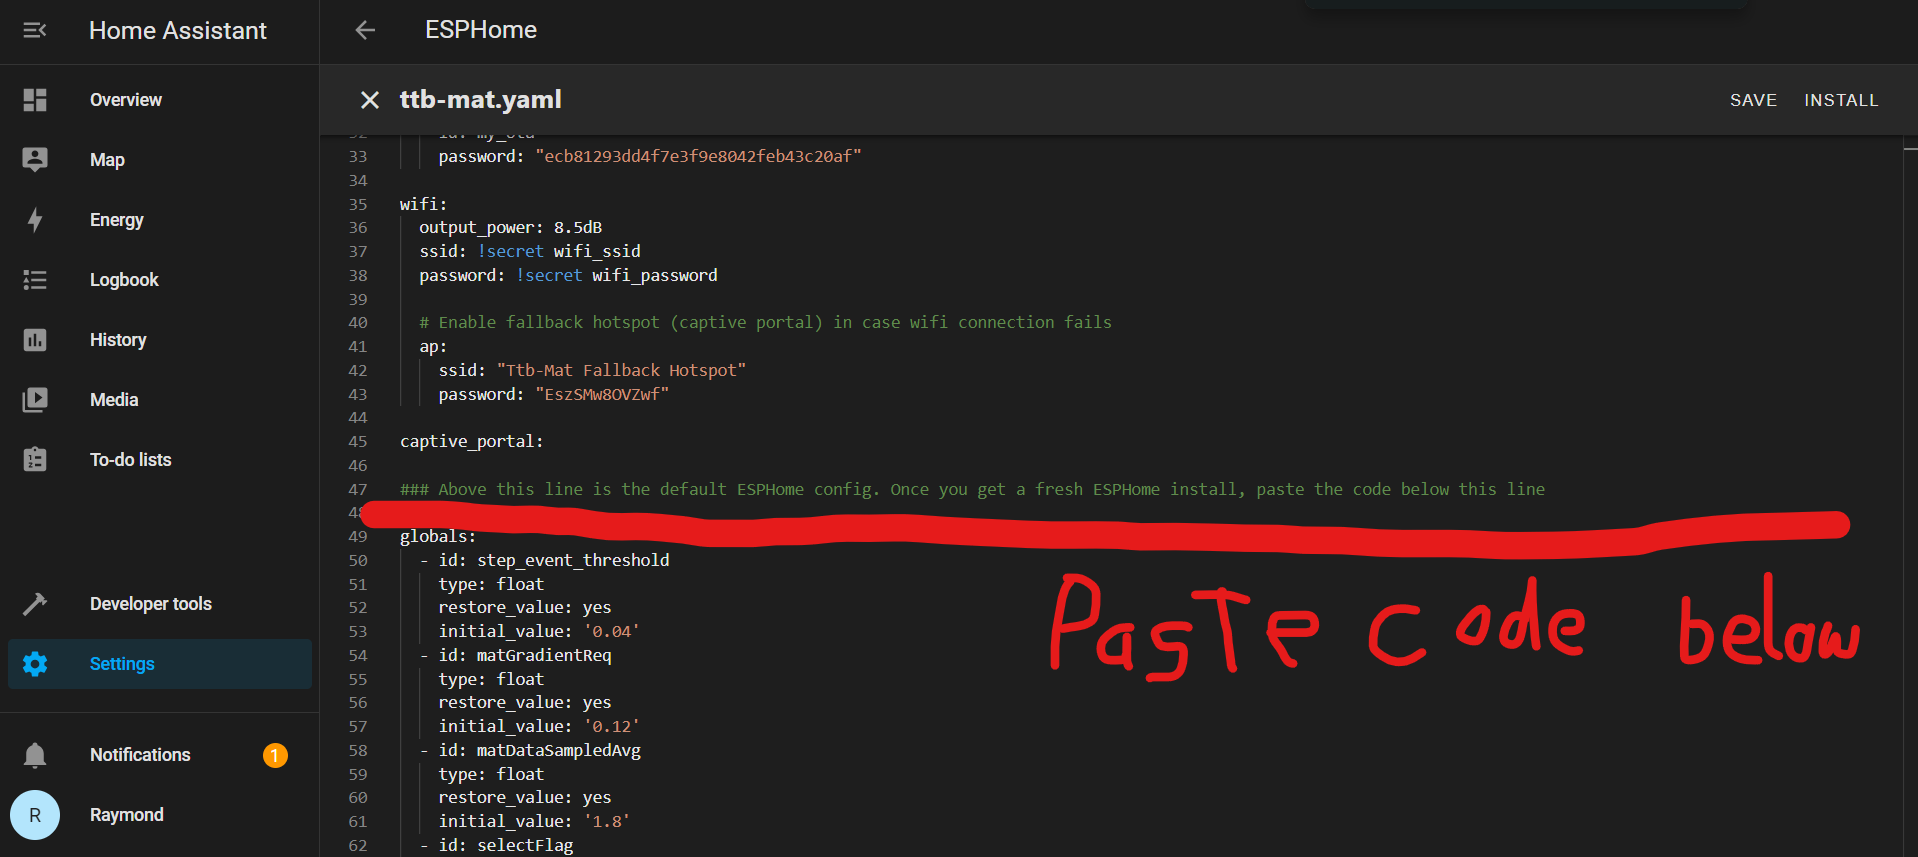 Home Assistant
Overview
Map
Energy
Logbook
History
Media
To-do lists
Developer tools
Settings
Notifications 1
R Raymond
ESPHome
ttb-mat.yaml SAVE INSTALL
33 password: "ecb81293dd4f7e3f9e8042feb43c20af"
34
35 wifi:
36 output_power: 8.5dB
37 ssid: !secret wifi_ssid
38 password: !secret wifi_password
39
40 # Enable fallback hotspot (captive portal) in case wifi connection fails
41 ap:
42 ssid: "Ttb-Mat Fallback Hotspot"
43 password: "EszSMw8OVZwf"
44
45 captive_portal:
46
47 ### Above this line is the default ESPHome config. Once you get a fresh ESPHome install, paste the code below this line
48
49 globals:
50 - id: step_event_threshold
51 type: float
52 restore_value: yes
53 initial_value: '0.04'
54 - id: matGradientReq
55 type: float
56 restore_value: yes
57 initial_value: '0.12'
58 - id: matDataSampledAvg
59 type: float
60 restore_value: yes
61 initial_value: '1.8'
62 - id: selectFlag
PasTe code below